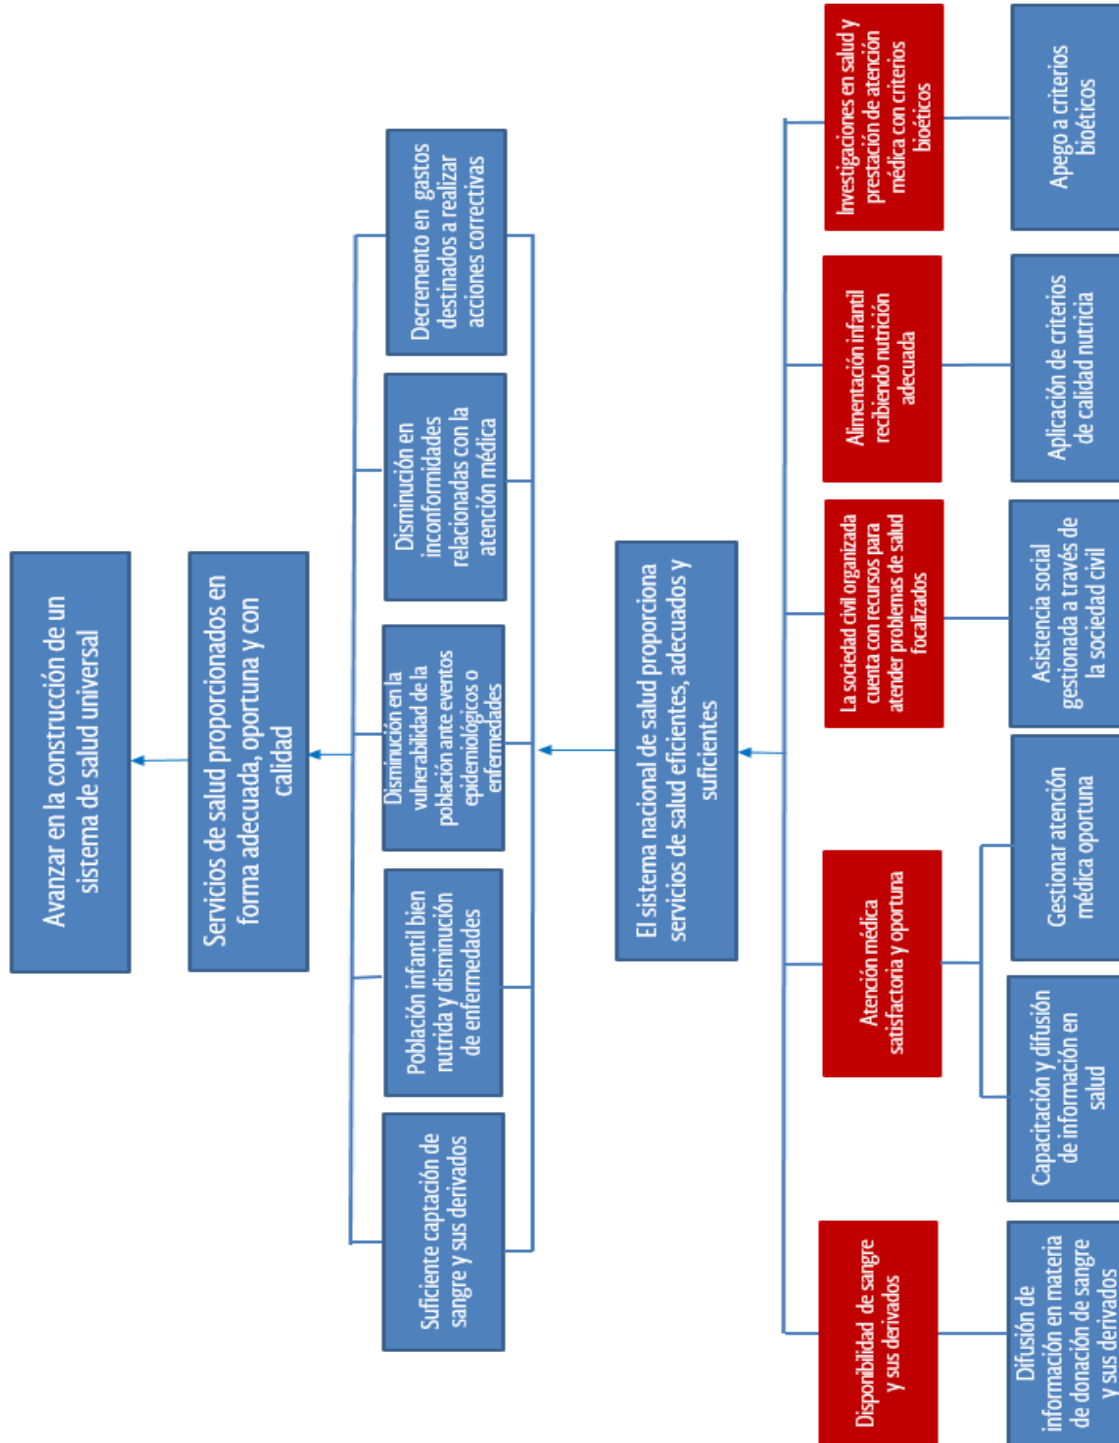 Avanzar en la construcción de un
sistema de salud universal
Servicios de salud proporcionados en
forma adecuada, oportuna y con
calidad
Suficiente captación de
sangre y sus derivados
Población infantil bien
nutrida y disminución
de enfermedades
Disminución en la
vulnerabilidad de la
población ante eventos
epidemiológicos o
enfermedades
Disminución en
inconformidades
relacionadas con la
atención médica
Decremento en gastos
destinados a realizar
acciones correctivas
El sistema nacional de salud proporciona
servicios de salud eficientes, adecuados y
suficientes
Disponibilidad de sangre
y sus derivados
Atención médica
satisfactoria y oportuna
La sociedad civil organizada
cuenta con recursos para
atender problemas de salud
focalizados
Alimentación infantil
recibiendo nutrición
adecuada
Investigaciones en salud y
prestación de atención
médica con criterios
bioéticos
Difusión de
información en materia
de donación de sangre
y sus derivados
Capacitación y difusión
de información en
salud
Gestionar atención
médica oportuna
Asistencia social
gestionada a través de
la sociedad civil
Aplicación de criterios
de calidad nutricia
Apego a criterios
bioéticos